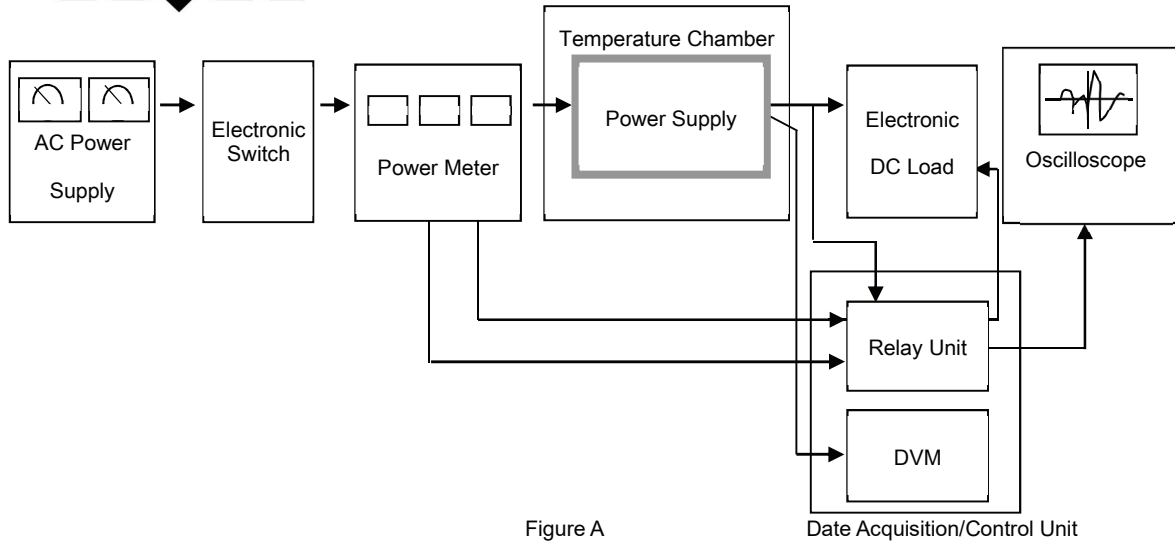 Temperature Chamber
AC Power
Supply
Electronic
Switch
Power Meter
Power Supply
Electronic
DC Load
Oscilloscope
Relay Unit
DVM
Figure A
Date Acquisition/Control Unit